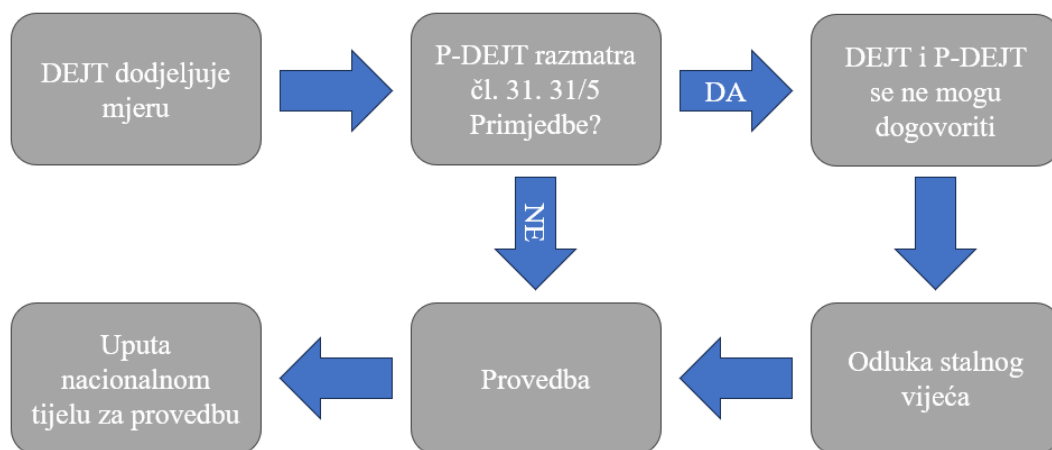 DEJT dodjeljuje
mjeru
P-DEJT razmatra
čl. 31. 31/5
Primjedbe?
DA
DEJT i P-DEJT
se ne mogu
dogovoriti
NE
Uputa
nacionalnom
tijelu za provedbu
Provedba
Odluka stalnog
vijeća